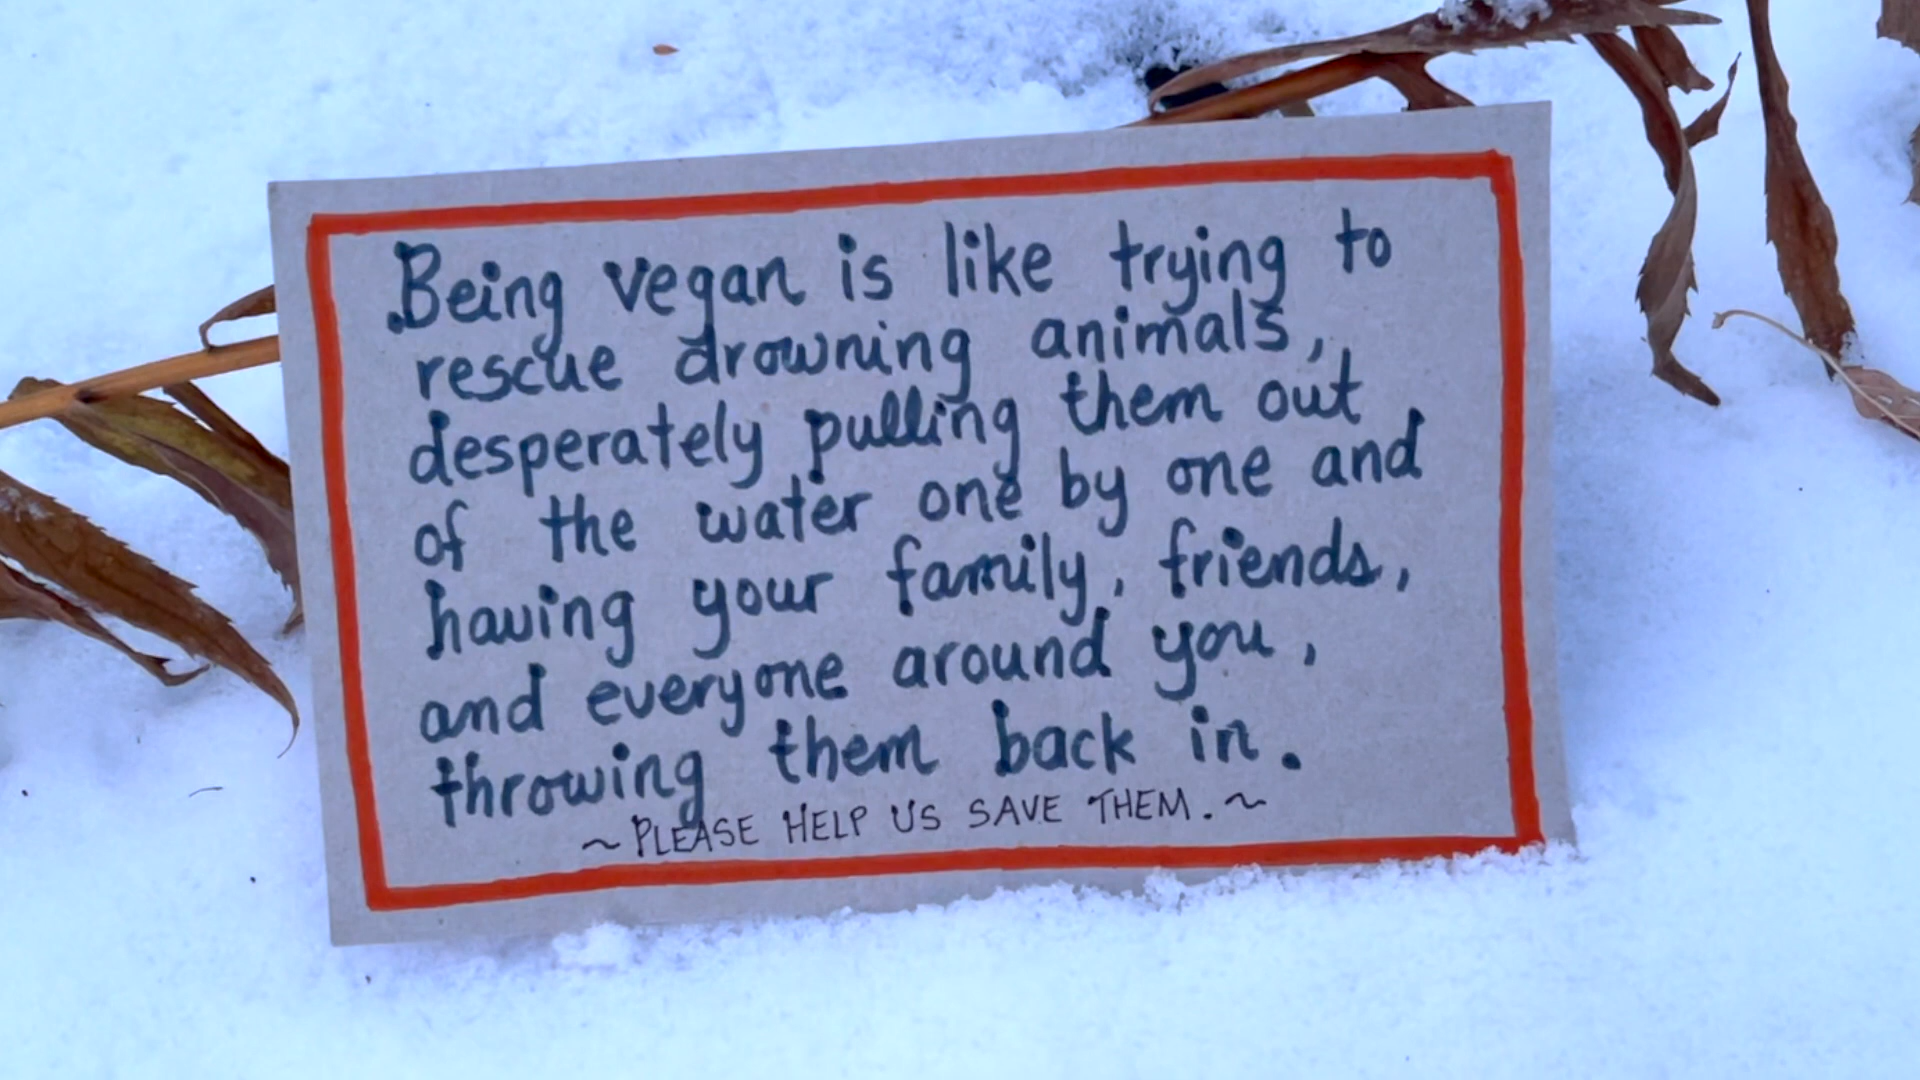 Being vegan is like trying to
rescue drowning animals,
desperately pulling them out
of the water one by one and
having your family, friends,
and everyone around you,
throwing them back in.
~ PLEASE HELP US SAVE THEM. ~